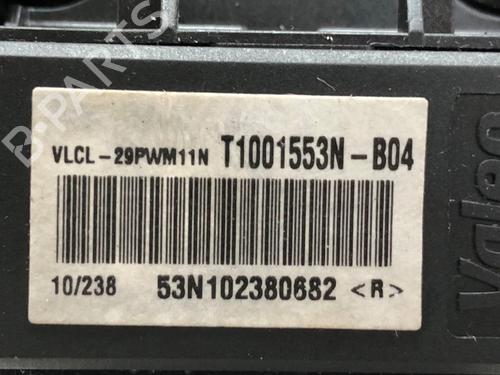 B-PARTS
VLCL-29PWM11N T1001553N-B04
10/238 53N102380682 <R>
Valeo